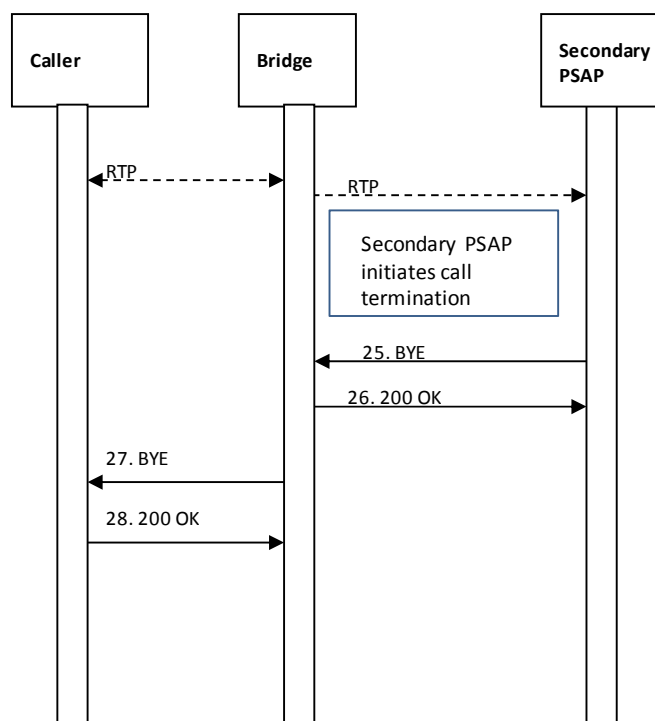 Caller
Bridge
Secondary
PSAP
RTP
RTP
Secondary PSAP
initiates call
termination
25. BYE
26. 200 OK
27. BYE
28. 200 OK